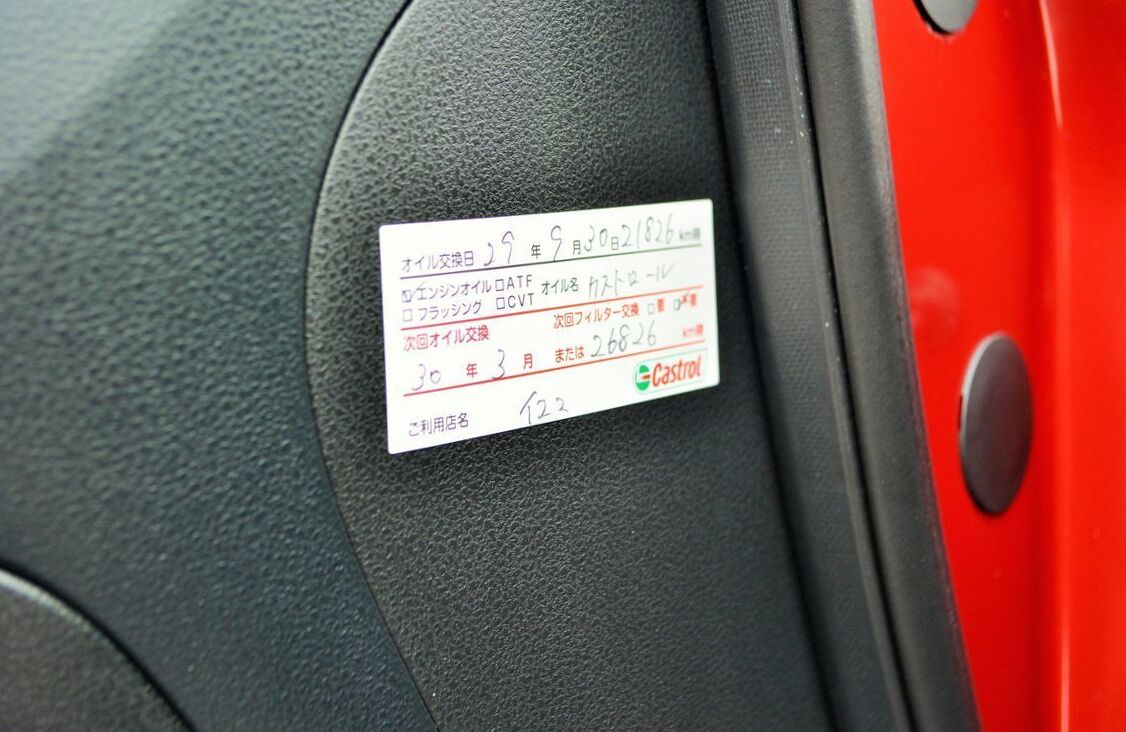 オイル交換日 29 年 9 月 30 日 21826 km時
エンジンオイル ATF オイル名 カストロール
フラッシング CVT
次回オイル交換 次回フィルター交換 要 不要
30 年 3 月 または 26826 km時
Castrol
ご利用店名